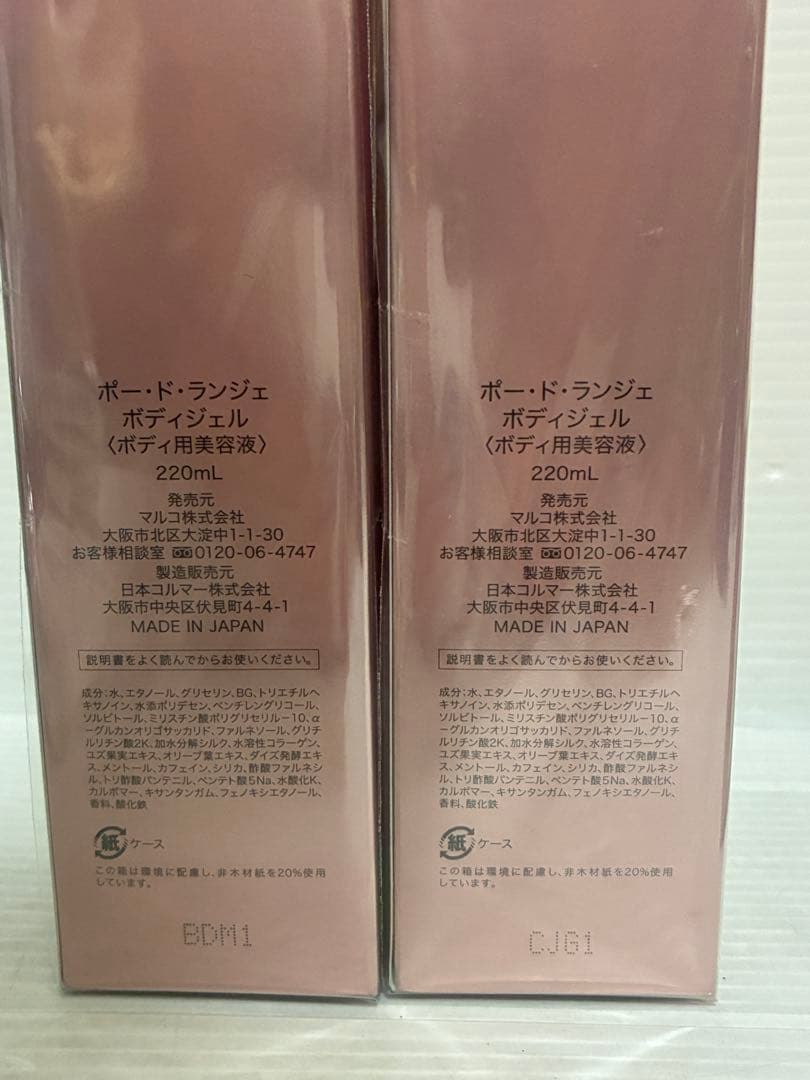 ポー・ド・ランジェ
ボディジェル
〈ボディ用美容液〉
220mL
発売元
マルコ株式会社
大阪市北区大淀中1-1-30
お客様相談室 0120-06-4747
製造販売元
日本コルマー株式会社
大阪市中央区伏見町4-4-1
MADE IN JAPAN
説明書をよく読んでからお使いください。
成分:水、エタノール、グリセリン、BG、トリエチルヘ
キサノイン、水添ポリデセン、ペンチレングリコール、
ソルビトール、ミリスチン酸ポリグリセリル-10、α
-グルカンオリゴサッカリド、ファルネソール、グリチ
ルリチン酸2K、加水分解シルク、水溶性コラーゲン、
ユズ果実エキス、オリーブ葉エキス、ダイズ発酵エキ
ス、メントール、カフェイン、シリカ、酢酸ファルネシ
ル、トリ酢酸パンテニル、ペンテト酸5Na、水酸化K、
カルボマー、キサンタンガム、フェノキシエタノール、
香料、酸化鉄
紙 ケース
この箱は環境に配慮し、非木材紙を20%使用
しています。
BDM1
ポー・ド・ランジェ
ボディジェル
〈ボディ用美容液〉
220mL
発売元
マルコ株式会社
大阪市北区大淀中1-1-30
お客様相談室 0120-06-4747
製造販売元
日本コルマー株式会社
大阪市中央区伏見町4-4-1
MADE IN JAPAN
説明書をよく読んでからお使いください。
成分:水、エタノール、グリセリン、BG、トリエチルヘ
キサノイン、水添ポリデセン、ペンチレングリコール、
ソルビトール、ミリスチン酸ポリグリセリル-10、α
-グルカンオリゴサッカリド、ファルネソール、グリチ
ルリチン酸2K、加水分解シルク、水溶性コラーゲン、
ユズ果実エキス、オリーブ葉エキス、ダイズ発酵エキ
ス、メントール、カフェイン、シリカ、酢酸ファルネシ
ル、トリ酢酸パンテニル、ペンテト酸5Na、水酸化K、
カルボマー、キサンタンガム、フェノキシエタノール、
香料、酸化鉄
紙 ケース
この箱は環境に配慮し、非木材紙を20%使用
しています。
CJG1